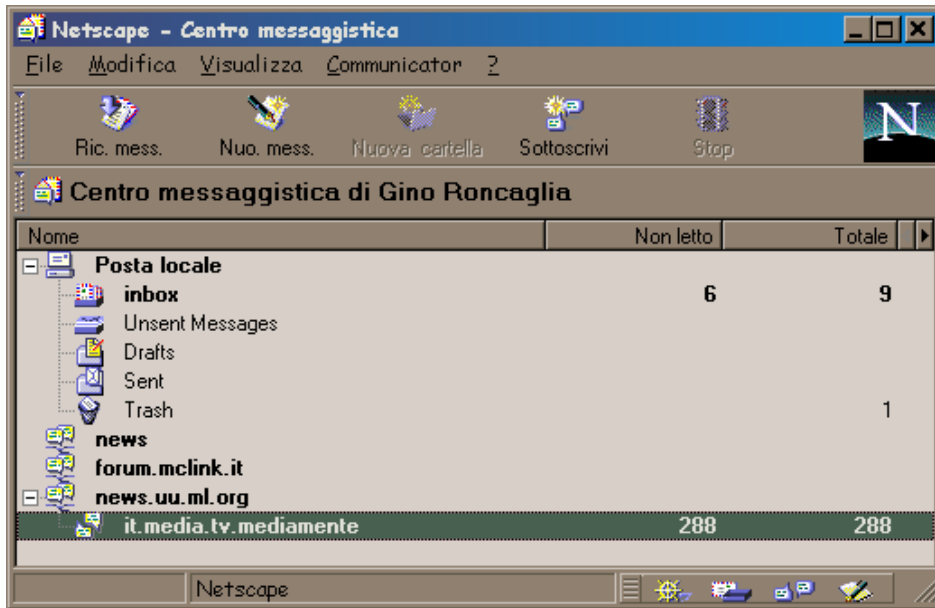 Netscape - Centro messaggistica
File Modifica Visualizza Communicator ?
Ric. mess. Nuo. mess. Nuova cartella Sottoscrivi Stop
N
Centro messaggistica di Gino Roncaglia
Nome Non letto Totale
Posta locale
inbox 6 9
Unsent Messages
Drafts
Sent
Trash 1
news
forum.mclink.it
news.uu.ml.org
it.media.tv.mediamente 288 288
Netscape